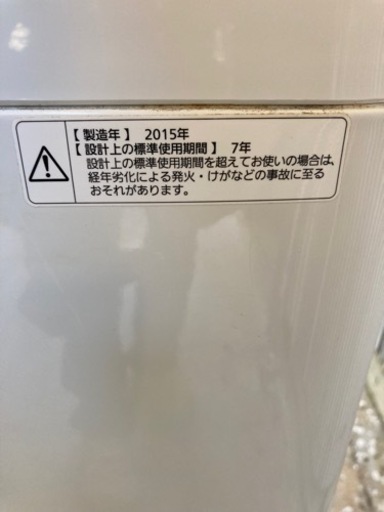 【製造年】 2015年
【設計上の標準使用期間】 7年
設計上の標準使用期間を超えてお使いの場合は、
経年劣化による発火・けがなどの事故に至る
おそれがあります。